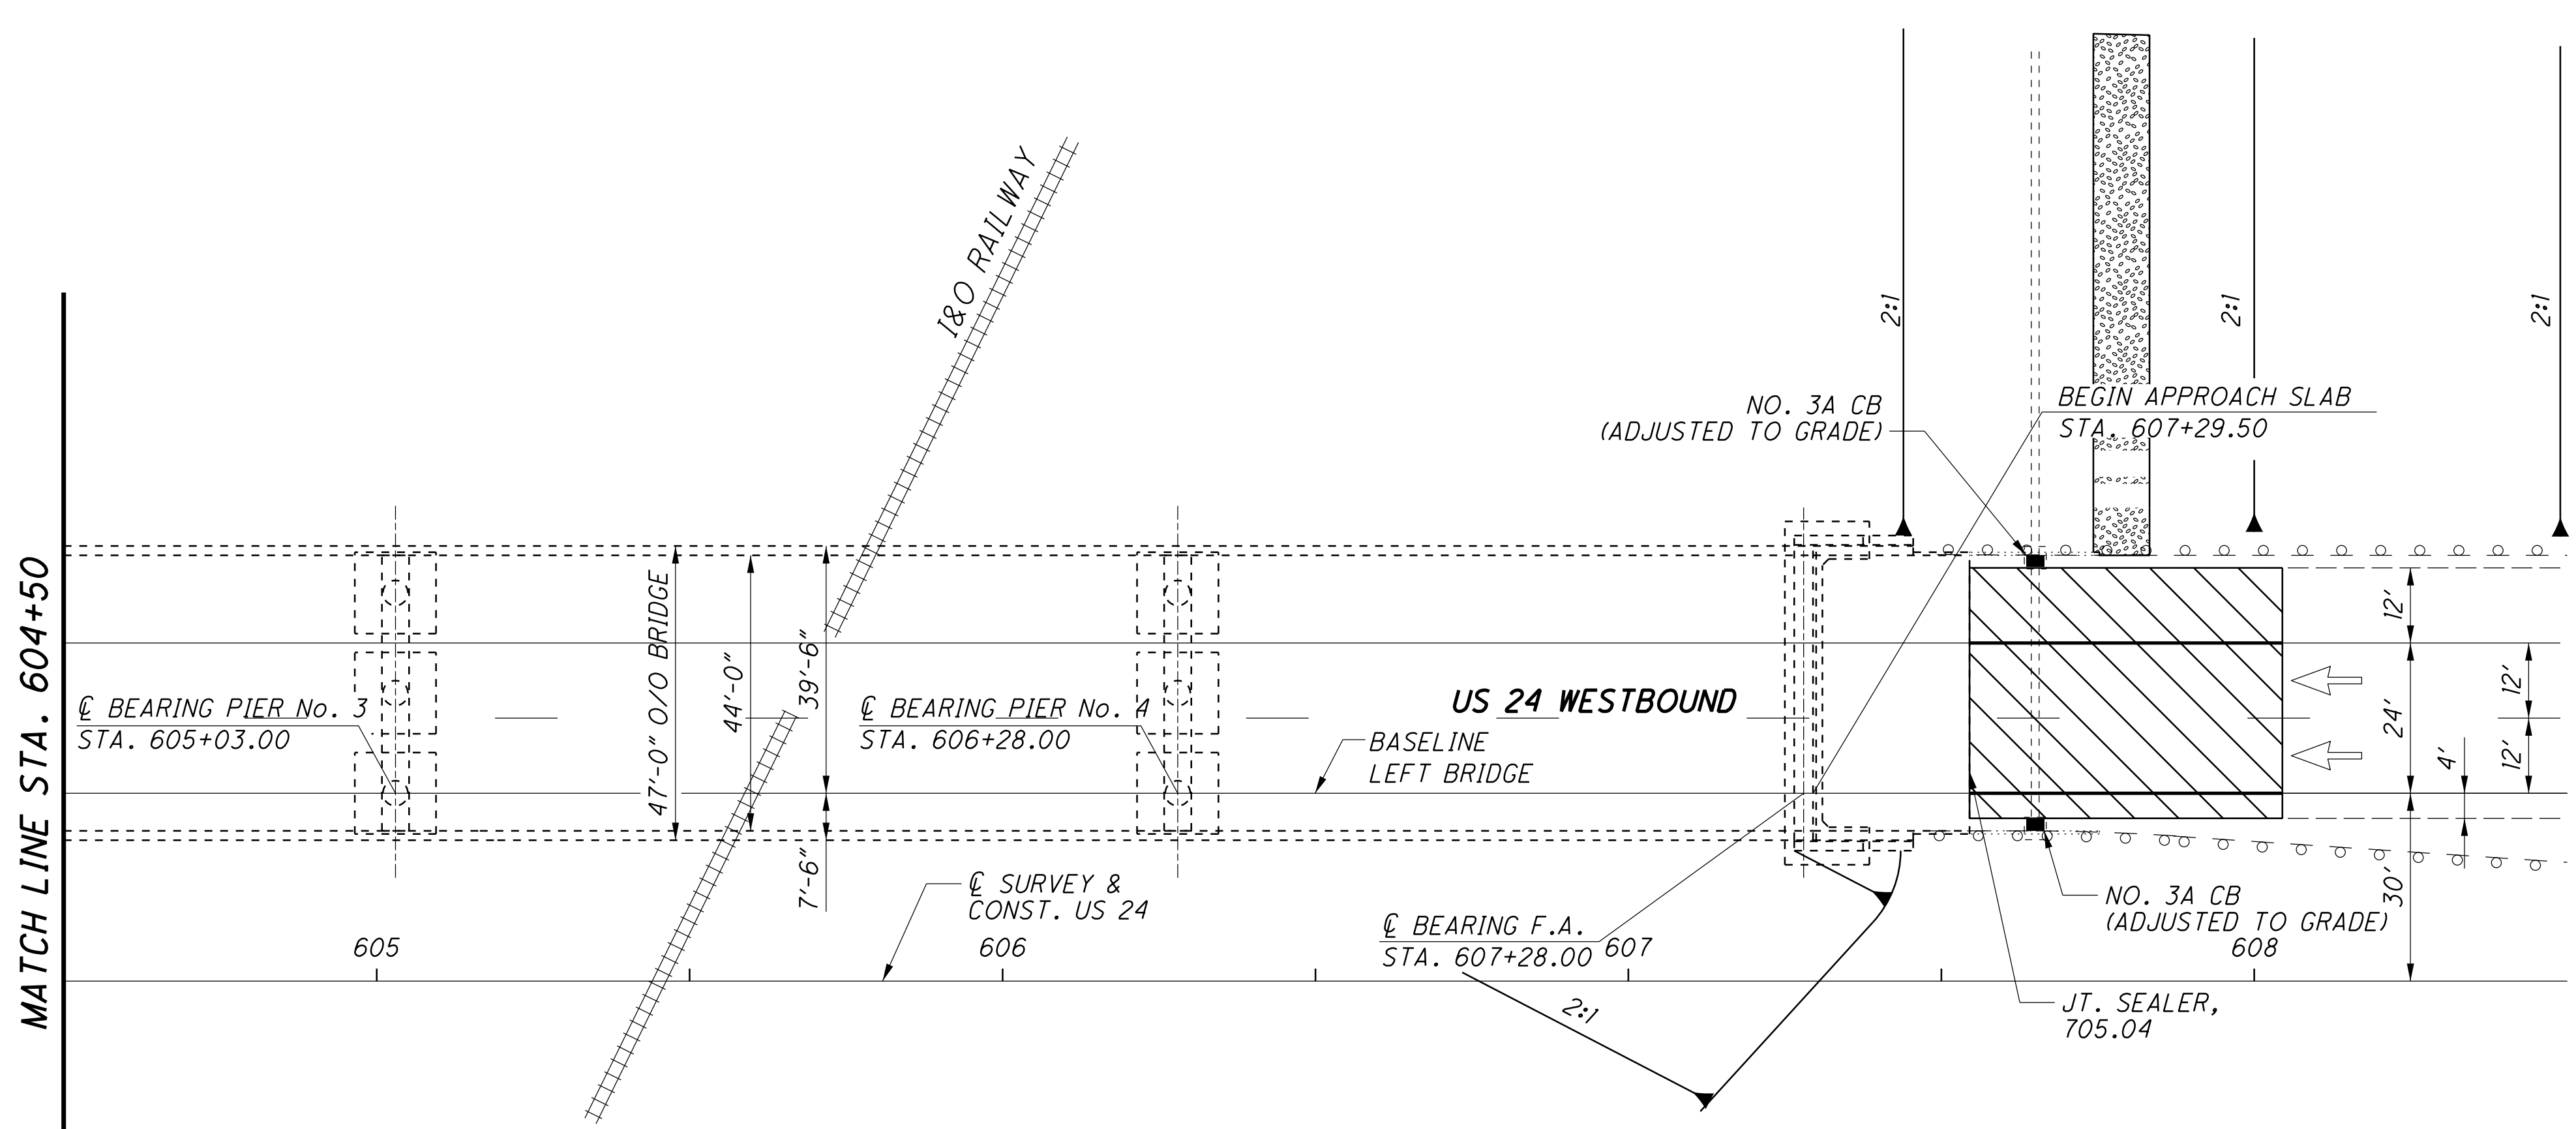 MATCH LINE STA. 604+50
I&O RAILWAY
2:1
2:1
2:1
NO. 3A CB
(ADJUSTED TO GRADE)
BEGIN APPROACH SLAB
STA. 607+29.50
℄ BEARING PIER No. 3
STA. 605+03.00
47'-0" O/O BRIDGE
44'-0"
39'-6"
7'-6"
℄ BEARING PIER No. 4
STA. 606+28.00
US 24 WESTBOUND
BASELINE
LEFT BRIDGE
12'
24'
12'
12'
4'
30'
℄ SURVEY &
CONST. US 24
℄ BEARING F.A.
STA. 607+28.00
NO. 3A CB
(ADJUSTED TO GRADE)
605
606
607
608
2:1
JT. SEALER,
705.04